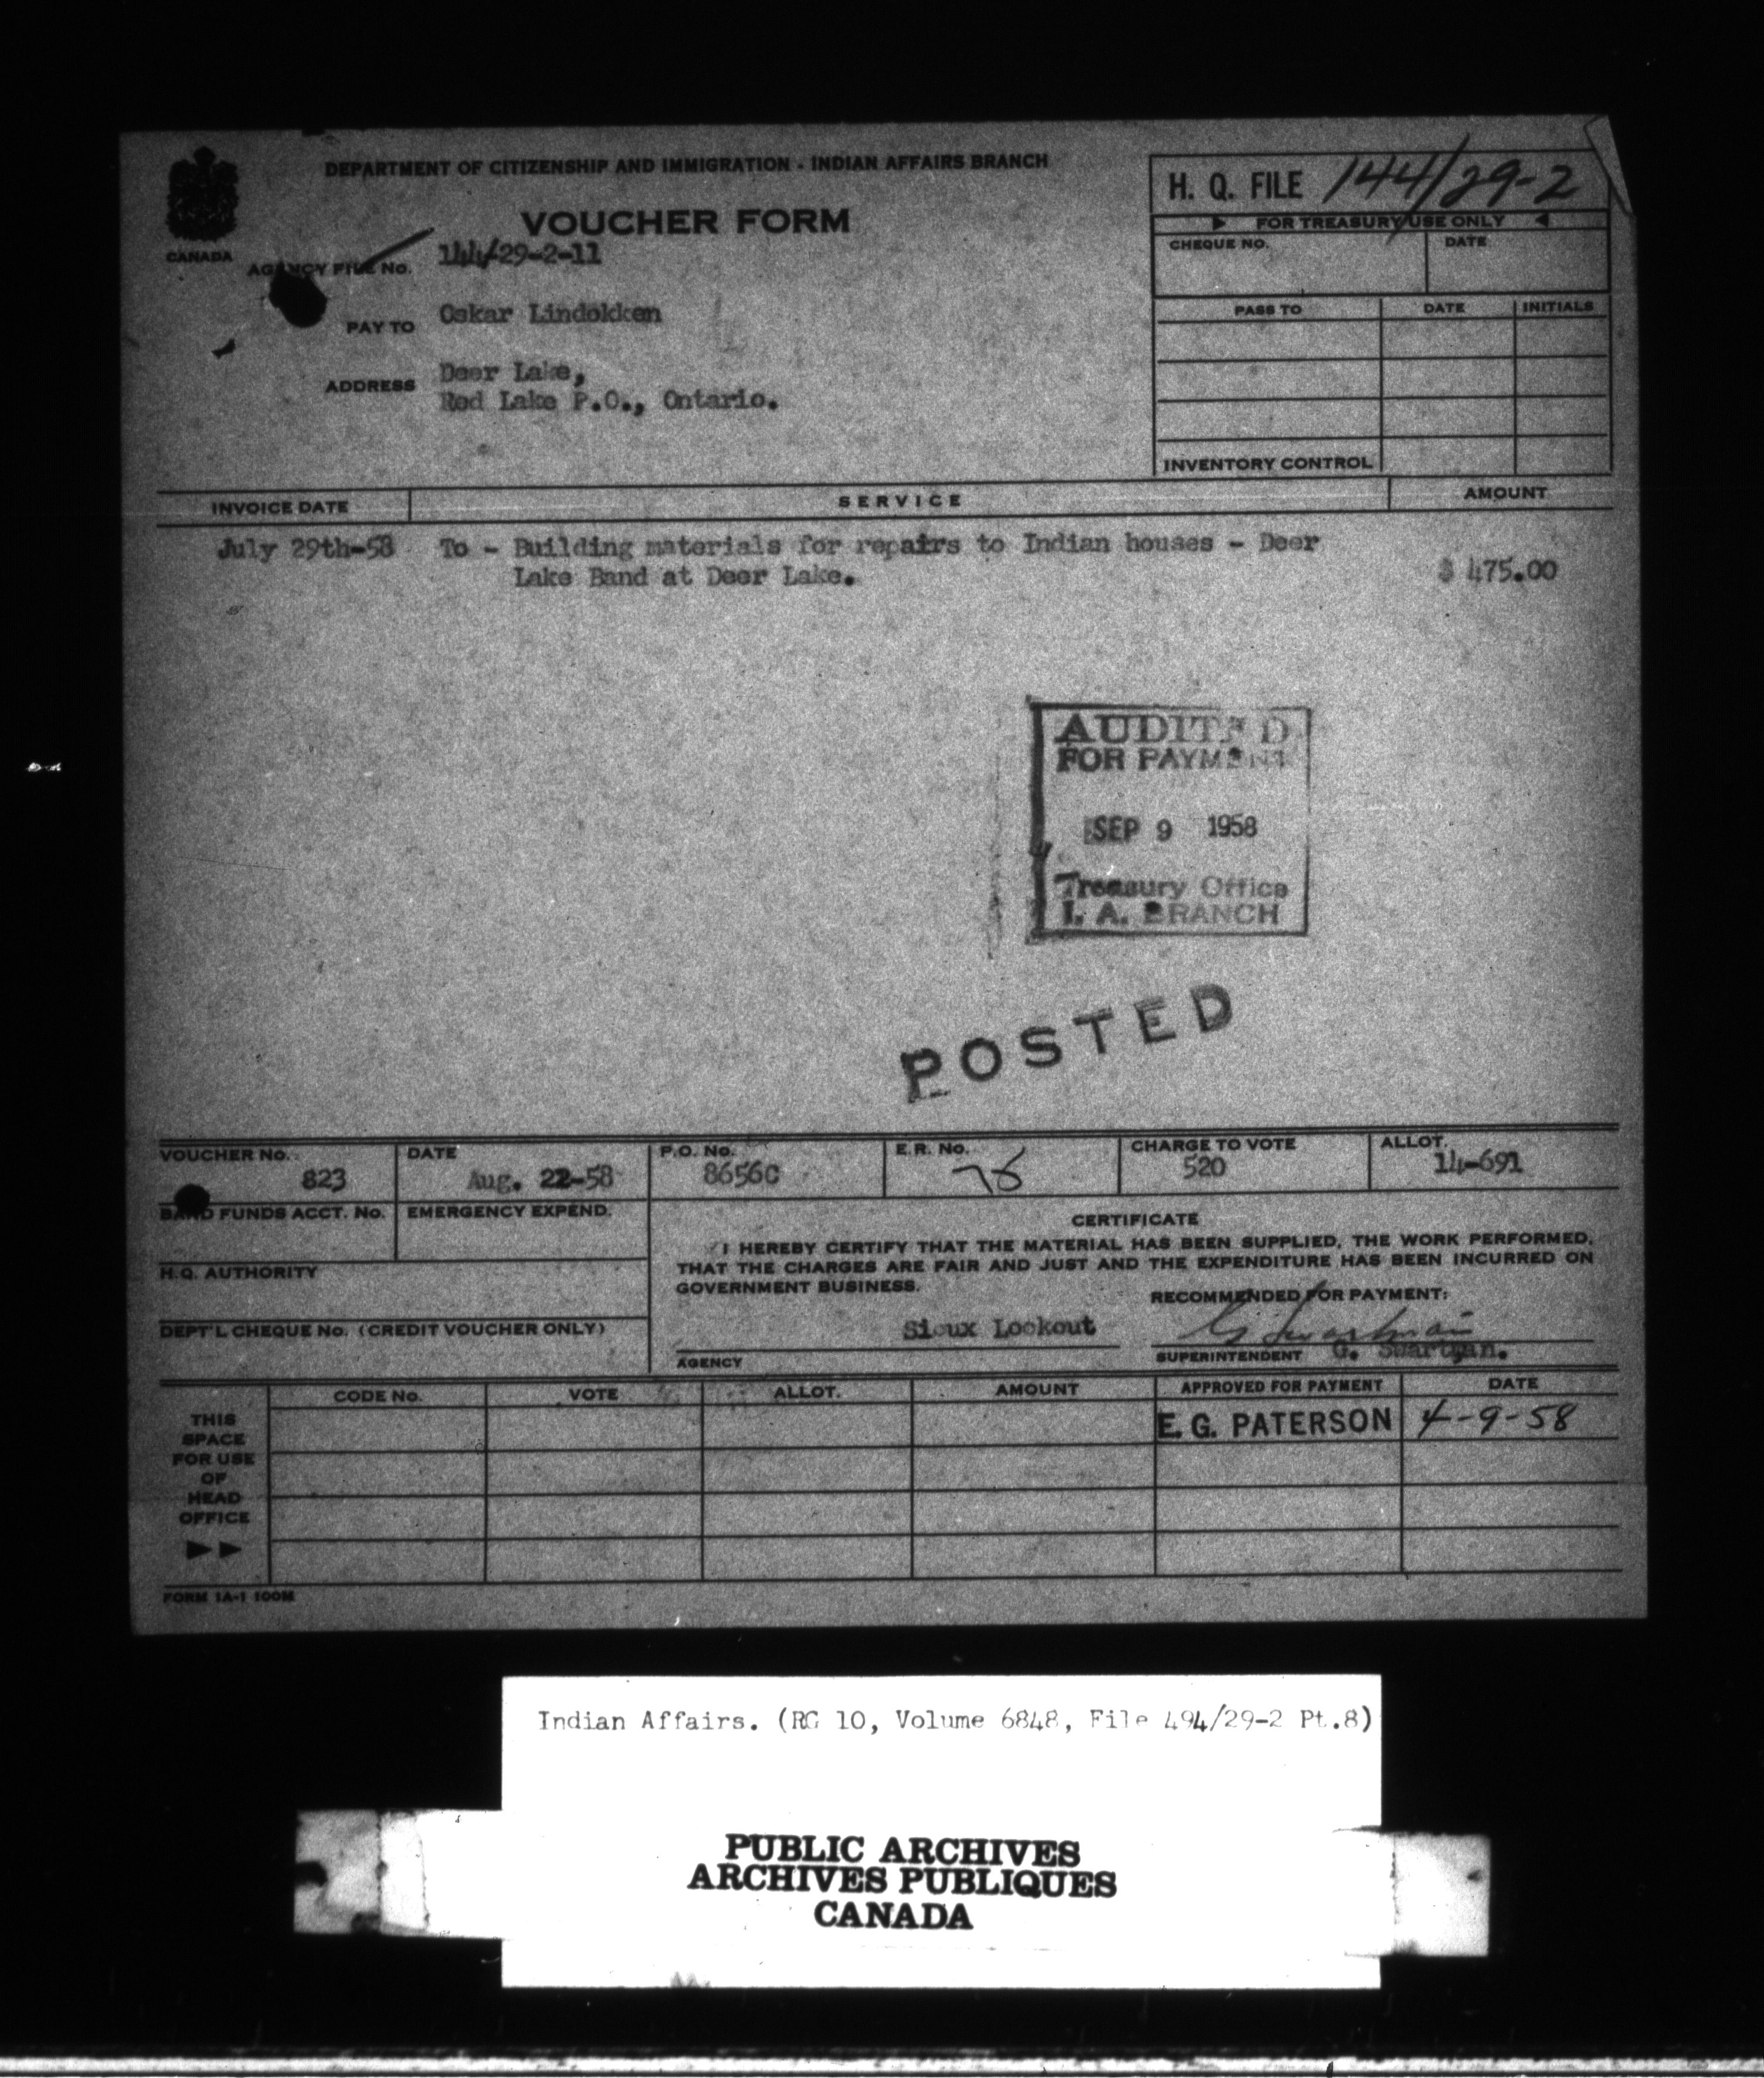 DEPARTMENT OF CITIZENSHIP AND IMMIGRATION - INDIAN AFFAIRS BRANCH
VOUCHER FORM
CANADA
AGENCY FILE No. 144/29-2-11
PAY TO Oskar Lindokken
ADDRESS Deer Lake,
Red Lake P.O., Ontario.
H. Q. FILE 144/29-2
FOR TREASURY USE ONLY
CHEQUE NO. DATE
PASS TO DATE INITIALS
INVENTORY CONTROL
INVOICE DATE SERVICE AMOUNT
July 29th-58 To - Building materials for repairs to Indian houses - Deer
Lake Band at Deer Lake. $ 475.00
AUDITED
FOR PAYMENT
SEP 9 1958
Treasury Office
I. A. BRANCH
POSTED
VOUCHER No. DATE P.O. No. E.R. No. CHARGE TO VOTE ALLOT.
823 Aug. 22-58 8656C 76 520 14-691
BAND FUNDS ACCT. No. EMERGENCY EXPEND.
H.Q. AUTHORITY
DEPT'L CHEQUE No. (CREDIT VOUCHER ONLY)
CERTIFICATE
I HEREBY CERTIFY THAT THE MATERIAL HAS BEEN SUPPLIED, THE WORK PERFORMED,
THAT THE CHARGES ARE FAIR AND JUST AND THE EXPENDITURE HAS BEEN INCURRED ON
GOVERNMENT BUSINESS.
RECOMMENDED FOR PAYMENT:
Sioux Lookout G Swartman
AGENCY SUPERINTENDENT G. Swartman.
CODE No. VOTE ALLOT. AMOUNT APPROVED FOR PAYMENT DATE
E. G. PATERSON 4-9-58
THIS
SPACE
FOR USE
OF
HEAD
OFFICE
FORM 1A-1 100M
Indian Affairs. (RG 10, Volume 6848, File 494/29-2 Pt.8)
PUBLIC ARCHIVES
ARCHIVES PUBLIQUES
CANADA